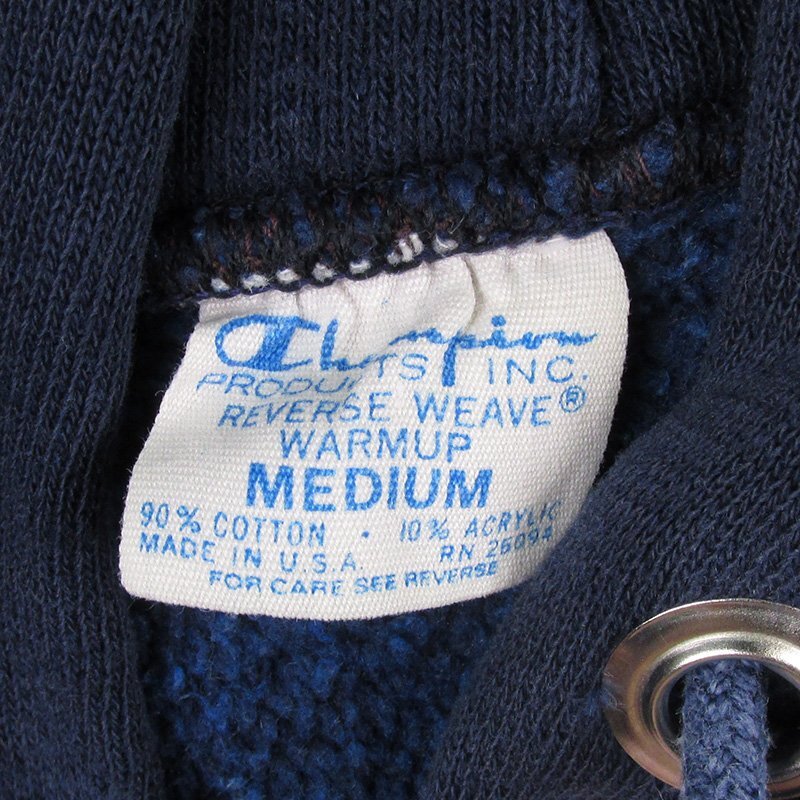 Champion
PRODUCTS INC.
REVERSE WEAVE®
WARMUP
MEDIUM
90% COTTON · 10% ACRYLIC
MADE IN U.S.A. RN 26094
FOR CARE SEE REVERSE